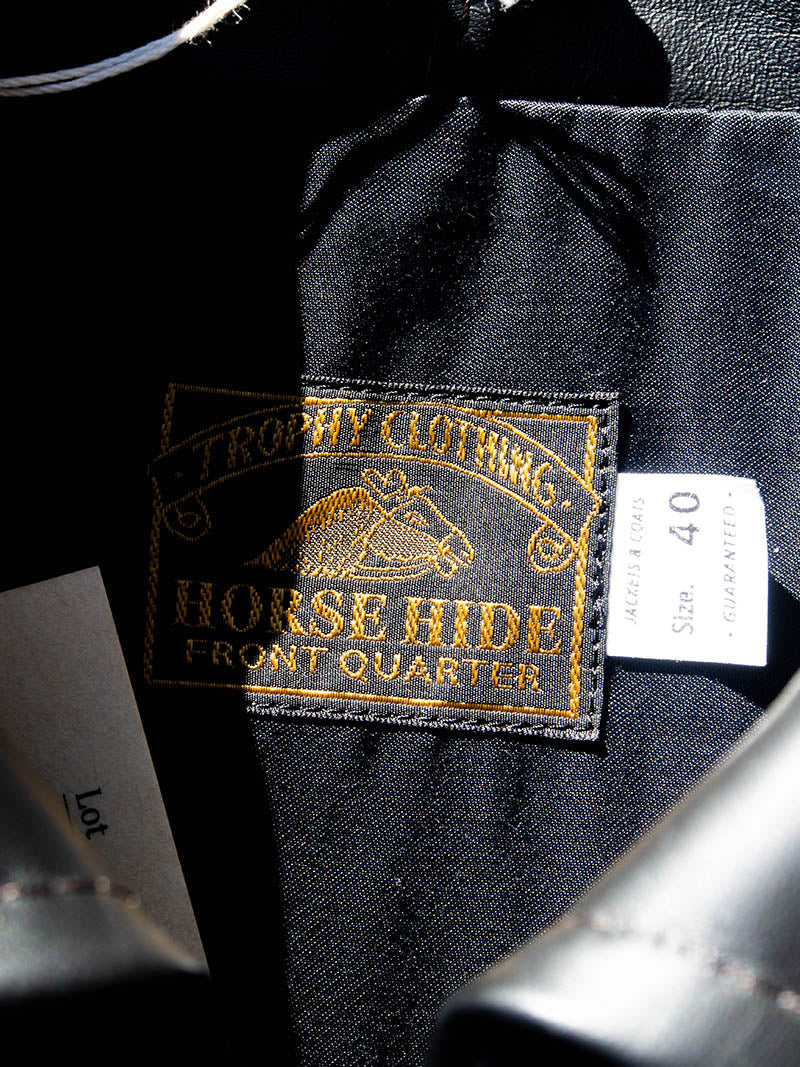 · TROPHY CLOTHING ·
HORSE HIDE
FRONT QUARTER
JACKETS & COATS
Size. 40
· GUARANTEED ·
Lot